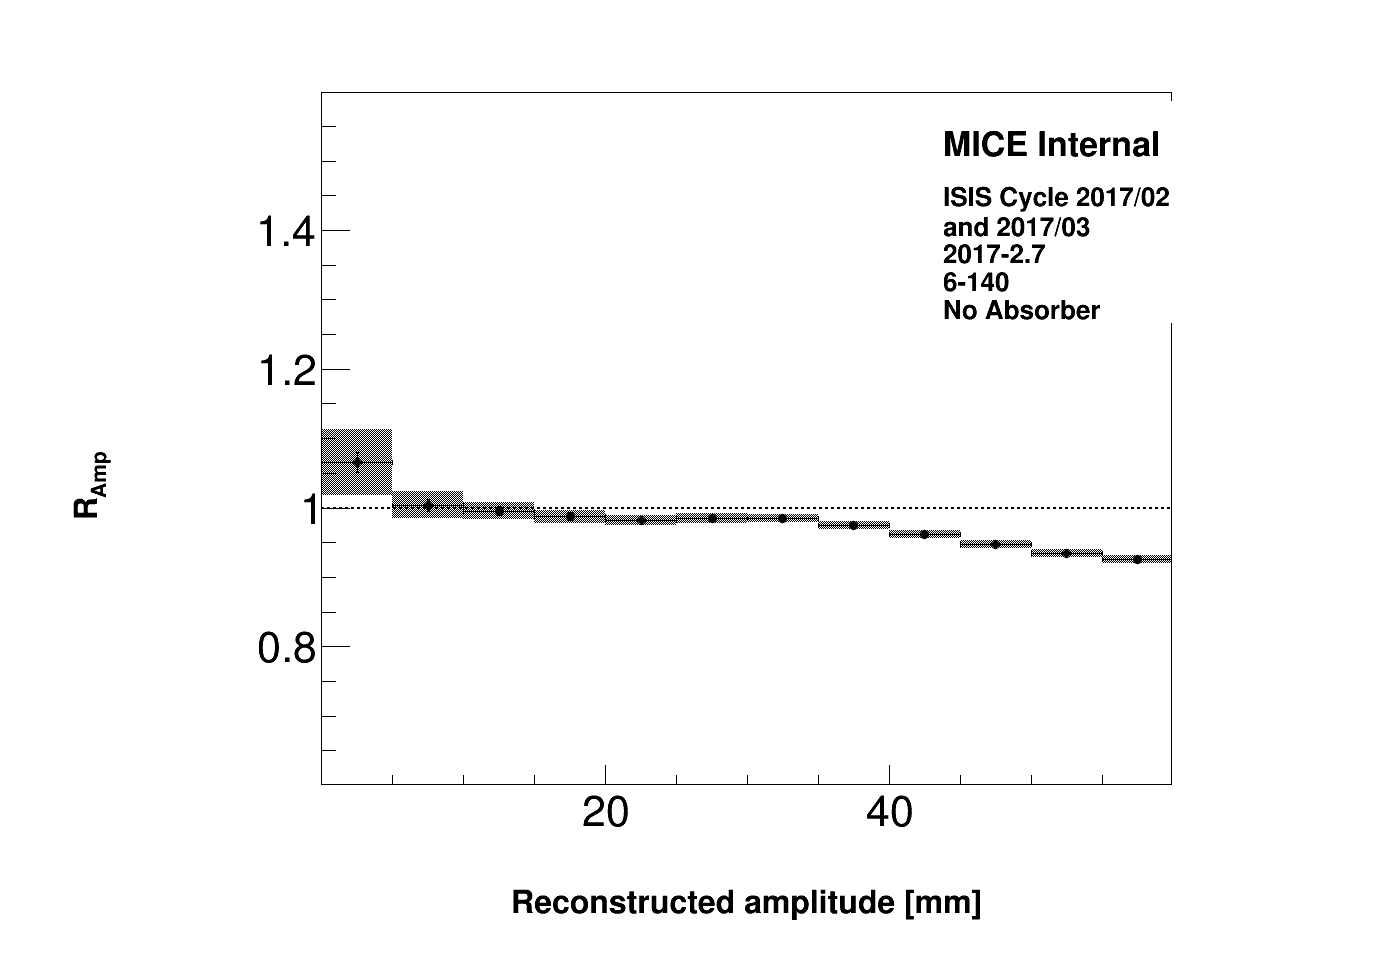 MICE Internal
ISIS Cycle 2017/02
and 2017/03
2017-2.7
6-140
No Absorber
1.4
1.2
1
0.8
R_Amp
20 40
Reconstructed amplitude [mm]